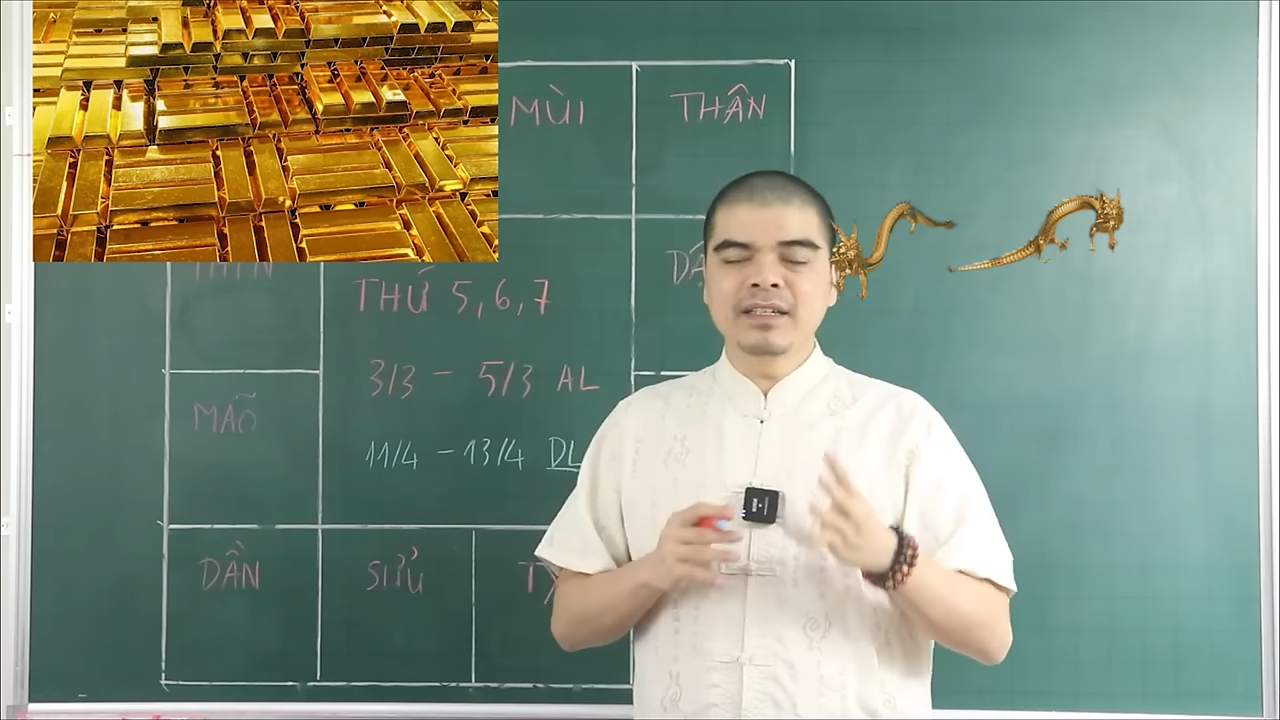 MÙI
THÂN
THÌN
THỨ 5, 6, 7
3/3 - 5/3 AL
MÃO
11/4 - 13/4 DL
DẦN
SỬU